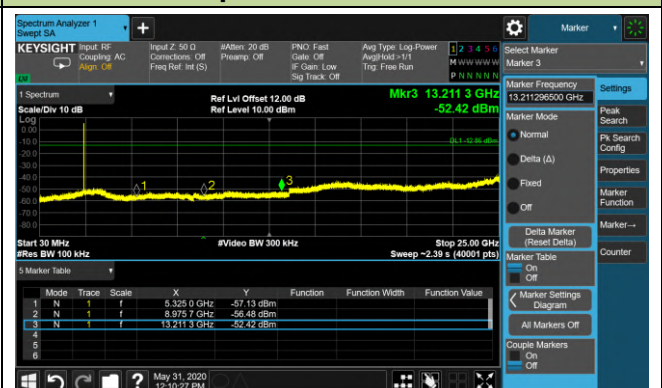 Spectrum Analyzer 1
Swept SA
Marker
KEYSIGHT Input: RF Input Z: 50 Ω #Atten: 20 dB PNO: Fast Avg Type: Log-Power 1 2 3 4 5 6
Coupling: AC Corrections: Off Preamp: Off Gate: Off Avg|Hold:>1/1 M W W W W W
Align: Off Freq Ref: Int (S) IF Gain: Low Trig: Free Run P N N N N N
Sig Track: Off
LXI
Select Marker
Marker 3
1 Spectrum
Ref Lvl Offset 12.00 dB Mkr3 13.211 3 GHz
Scale/Div 10 dB Ref Level 10.00 dBm -52.42 dBm
Log
0.00
-10.0
DL1 -12.86 dBm
-20.0
-30.0
-40.0
-50.0
-60.0
-70.0
-80.0
1
2
3
Start 30 MHz #Video BW 300 kHz Stop 25.00 GHz
#Res BW 100 kHz Sweep ~2.39 s (40001 pts)
5 Marker Table
Mode Trace Scale X Y Function Function Width Function Value
1 N 1 f 5.325 0 GHz -57.13 dBm
2 N 1 f 8.975 7 GHz -56.48 dBm
3 N 1 f 13.211 3 GHz -52.42 dBm
4
5
6
Marker Frequency
13.211296500 GHz
Marker Mode
Normal
Delta (Δ)
Fixed
Off
Delta Marker
(Reset Delta)
Marker Table
On
Off
Marker Settings
Diagram
All Markers Off
Couple Markers
On
Off
Settings
Peak
Search
Pk Search
Config
Properties
Marker
Function
Marker→
Counter
May 31, 2020
12:10:27 PM